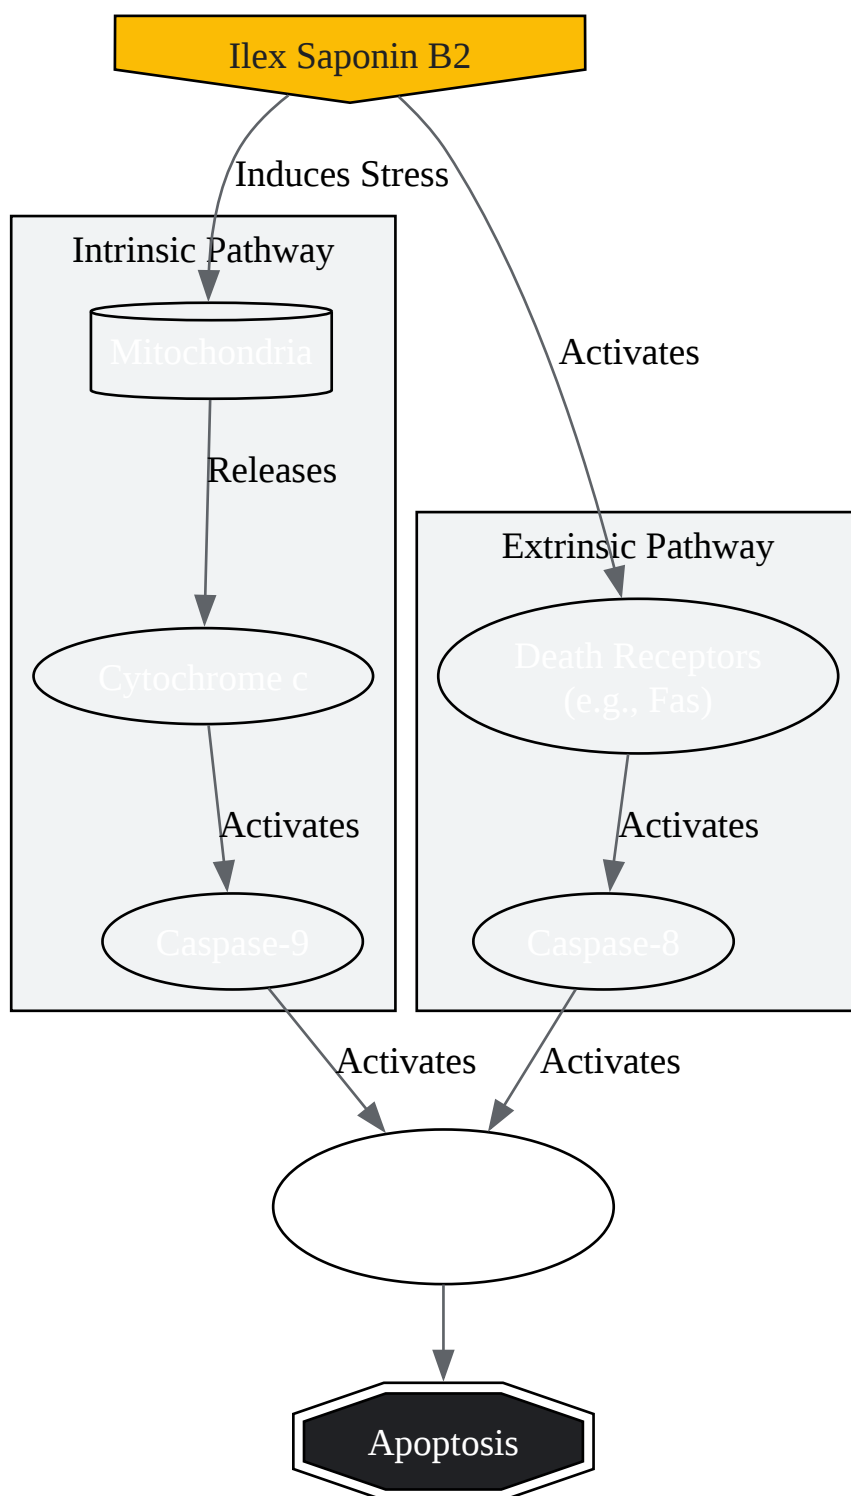 Ilex Saponin B2
Induces Stress
Intrinsic Pathway
Mitochondria
Activates
Releases
Extrinsic Pathway
Death Receptors
(e.g., Fas)
Cytochrome c
Activates
Activates
Caspase-9
Caspase-8
Activates
Activates
Apoptosis